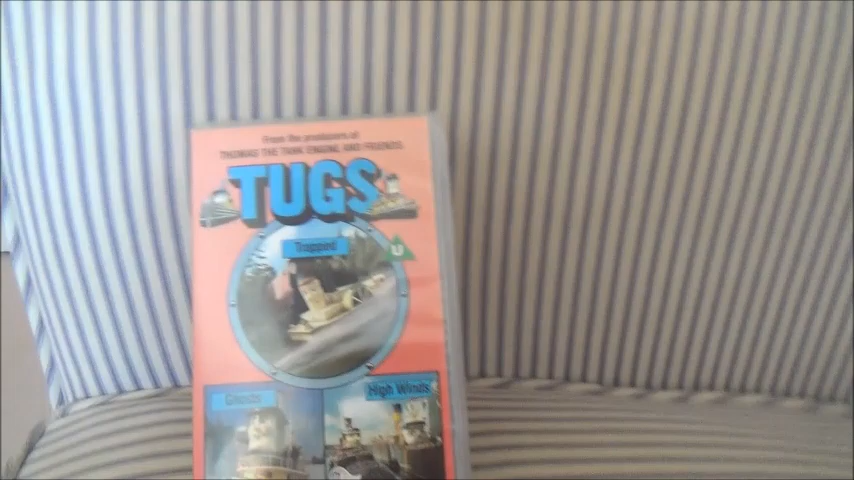 From the producers of
THOMAS THE TANK ENGINE AND FRIENDS
TUGS
Trapped
U
Ghosts
High Winds